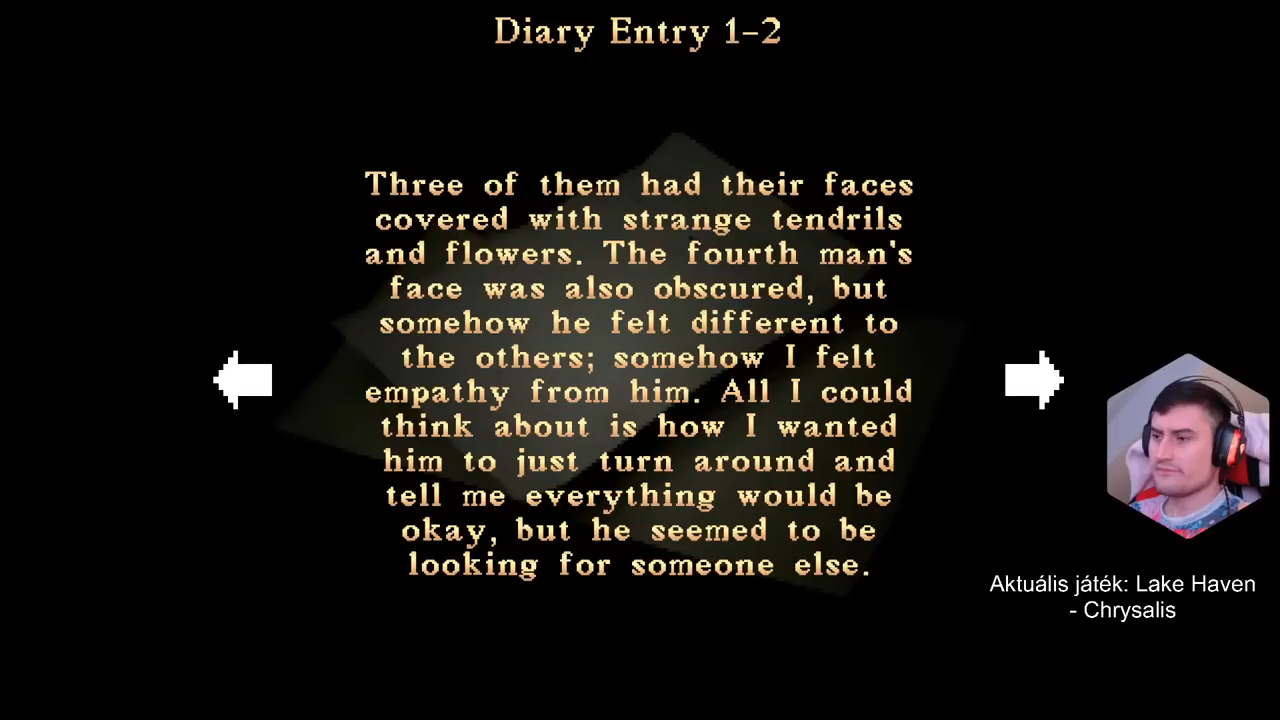 Diary Entry 1-2
Three of them had their faces
covered with strange tendrils
and flowers. The fourth man's
face was also obscured, but
somehow he felt different to
the others; somehow I felt
empathy from him. All I could
think about is how I wanted
him to just turn around and
tell me everything would be
okay, but he seemed to be
looking for someone else.
Aktuális játék: Lake Haven
- Chrysalis